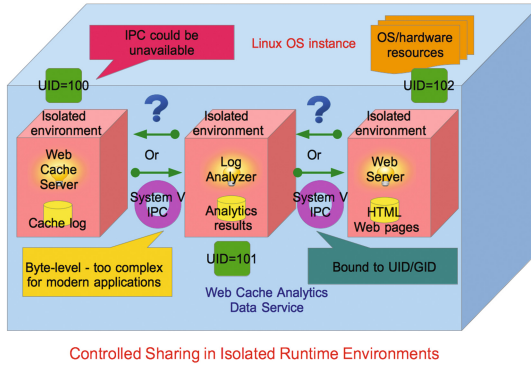 IPC could be
unavailable
Linux OS instance
OS/hardware
resources
UID=100
UID=102
?
?
Isolated
environment
Isolated
environment
Isolated
environment
Web
Cache
Server
Or
Log
Analyzer
Or
Web
Server
System V
IPC
System V
IPC
Cache log
Analytics
results
HTML
Web pages
Byte-level - too complex
for modern applications
UID=101
Bound to UID/GID
Web Cache Analytics
Data Service
Controlled Sharing in Isolated Runtime Environments